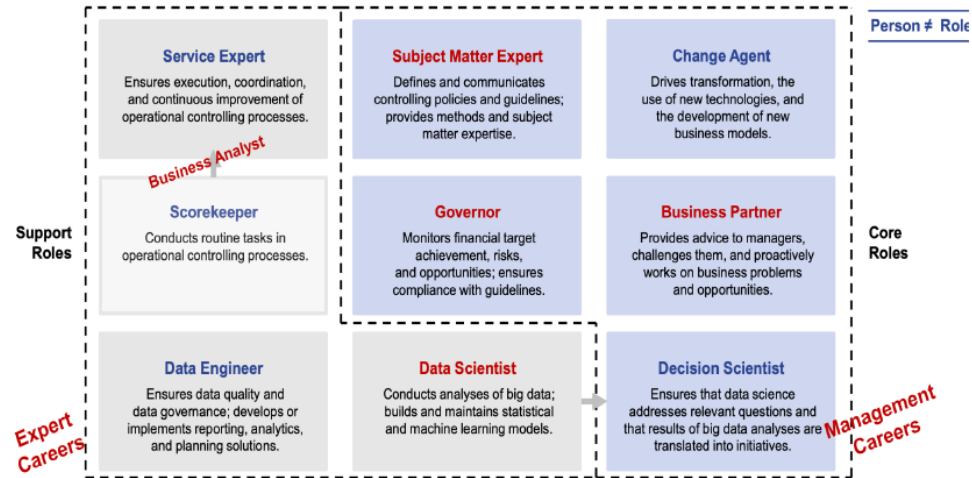 Person ≠ Role
Service Expert
Ensures execution, coordination,
and continuous improvement of
operational controlling processes.
Subject Matter Expert
Defines and communicates
controlling policies and guidelines;
provides methods and subject
matter expertise.
Change Agent
Drives transformation, the
use of new technologies, and
the development of new
business models.
Business Analyst
Support
Roles
Scorekeeper
Conducts routine tasks in
operational controlling processes.
Governor
Monitors financial target
achievement, risks,
and opportunities; ensures
compliance with guidelines.
Business Partner
Provides advice to managers,
challenges them, and proactively
works on business problems
and opportunities.
Core
Roles
Data Engineer
Ensures data quality and
data governance; develops or
implements reporting, analytics,
and planning solutions.
Data Scientist
Conducts analyses of big data;
builds and maintains statistical
and machine learning models.
Decision Scientist
Ensures that data science
addresses relevant questions and
that results of big data analyses are
translated into initiatives.
Expert
Careers
Management
Careers